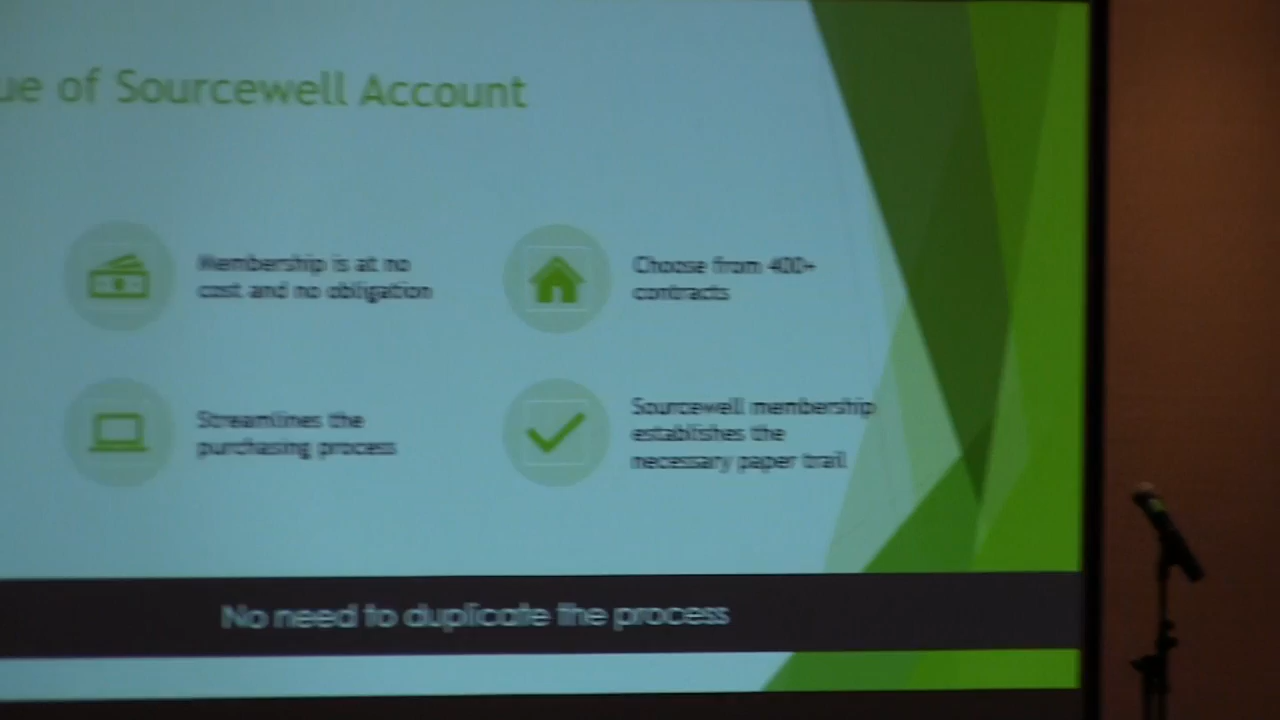 ue of Sourcewell Account
Membership is at no
cost and no obligation
Choose from 400+
contracts
Streamlines the
purchasing process
Sourcewell membership
establishes the
necessary paper trail
No need to duplicate the process